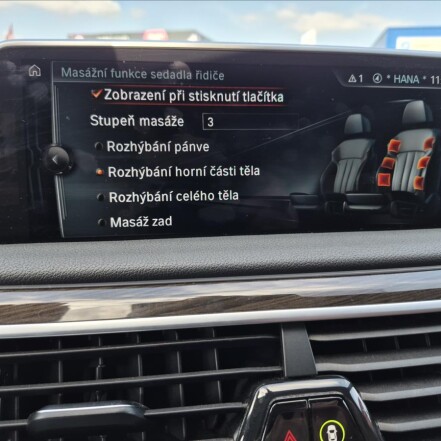 Masážní funkce sedadla řidiče
1 * HANA * 11
Zobrazení při stisknutí tlačítka
Stupeň masáže 3
Rozhýbání pánve
Rozhýbání horní části těla
Rozhýbání celého těla
Masáž zad